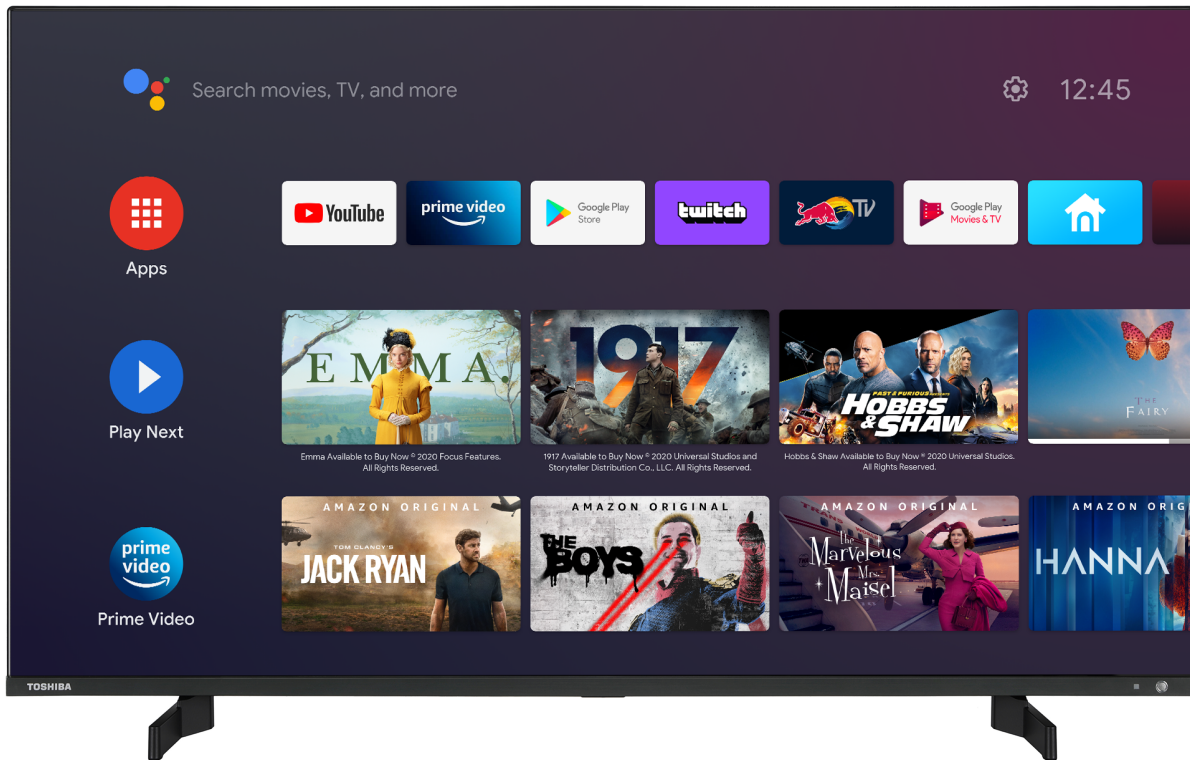 Search movies, TV, and more
12:45
YouTube
prime video
Google Play
Store
twitch
TV
Google Play
Movies & TV
Apps
EMMA.
1917
FAST & FURIOUS PRESENTS
HOBBS
& SHAW
THE
FAIRY
Play Next
Emma Available to Buy Now © 2020 Focus Features.
All Rights Reserved.
1917 Available to Buy Now © 2020 Universal Studios and
Storyteller Distribution Co., LLC. All Rights Reserved.
Hobbs & Shaw Available to Buy Now © 2020 Universal Studios.
All Rights Reserved.
prime
video
Prime Video
AMAZON ORIGINAL
TOM CLANCY'S
JACK RYAN
AMAZON ORIGINAL
THE
BOYS
AMAZON ORIGINAL
The
Marvelous
Mrs.
Maisel
AMAZON ORIG
HANNA
TOSHIBA